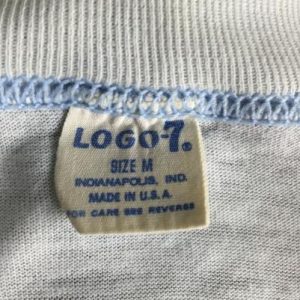 LOGO-7®
SIZE M
INDIANAPOLIS, IND.
MADE IN U.S.A.
FOR CARE SEE REVERSE